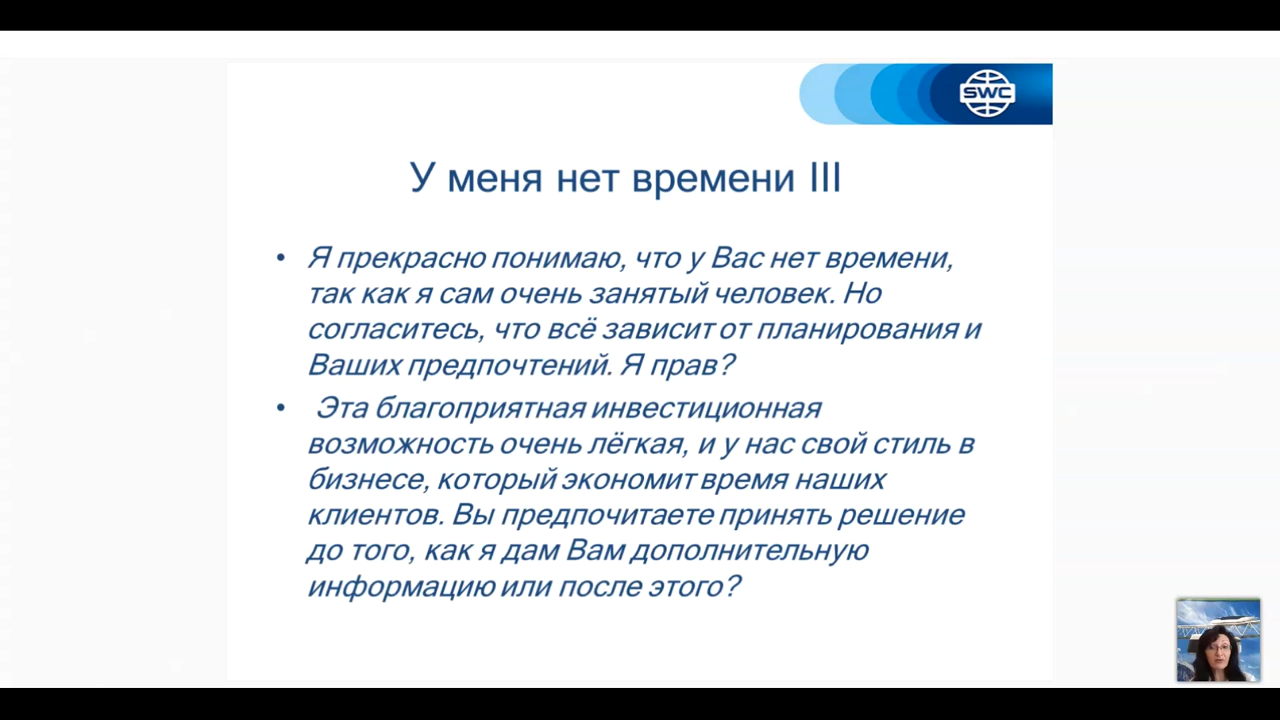 SWC
У меня нет времени III
• Я прекрасно понимаю, что у Вас нет времени,
так как я сам очень занятый человек. Но
согласитесь, что всё зависит от планирования и
Ваших предпочтений. Я прав?
• Эта благоприятная инвестиционная
возможность очень лёгкая, и у нас свой стиль в
бизнесе, который экономит время наших
клиентов. Вы предпочитаете принять решение
до того, как я дам Вам дополнительную
информацию или после этого?